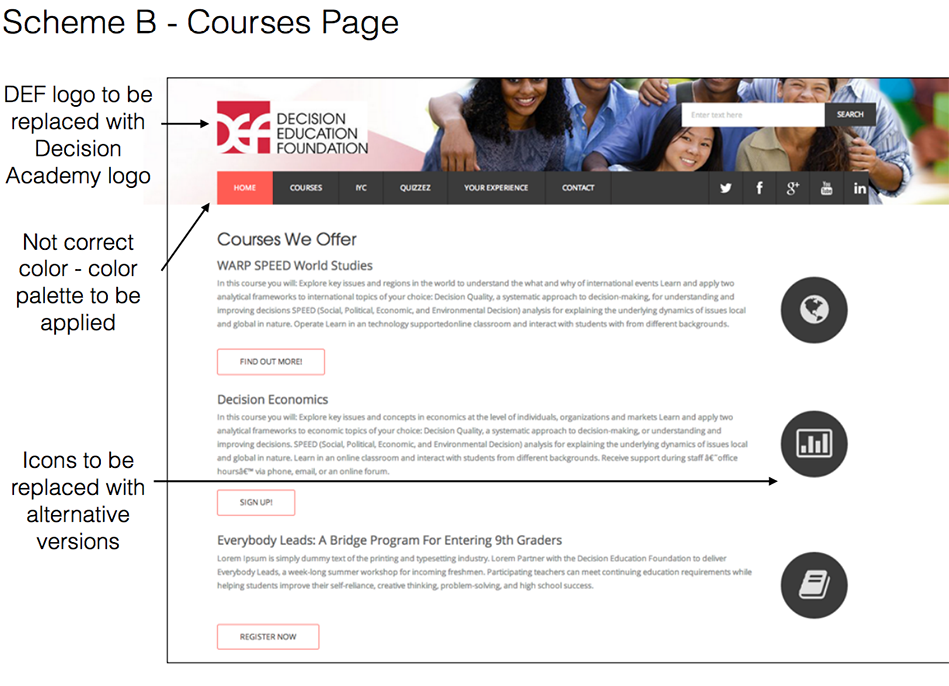 Scheme B - Courses Page
DEF logo to be
replaced with
Decision
Academy logo
Not correct
color - color
palette to be
applied
Icons to be
replaced with
alternative
versions
DEF
DECISION
EDUCATION
FOUNDATION
Enter text here
SEARCH
HOME
COURSES
IYC
QUIZZEZ
YOUR EXPERIENCE
CONTACT
f
g+
You
Tube
in
Courses We Offer
WARP SPEED World Studies
In this course you will: Explore key issues and regions in the world to understand the what and why of international events Learn and apply two
analytical frameworks to international topics of your choice: Decision Quality, a systematic approach to decision-making, for understanding and
improving decisions SPEED (Social, Political, Economic, and Environmental Decision) analysis for explaining the underlying dynamics of issues local
and global in nature. Operate Learn in an technology supportedonline classroom and interact with students with from different backgrounds.
FIND OUT MORE!
Decision Economics
In this course you will: Explore key issues and concepts in economics at the level of individuals, organizations and markets Learn and apply two
analytical frameworks to economic topics of your choice: Decision Quality, a systematic approach to decision-making, or understanding and
improving decisions. SPEED (Social, Political, Economic, and Environmental Decision) analysis for explaining the underlying dynamics of issues local
and global in nature. Learn in an online classroom and interact with students from different backgrounds. Receive support during staff â€˜office
hoursâ€™ via phone, email, or an online forum.
SIGN UP!
Everybody Leads: A Bridge Program For Entering 9th Graders
Lorem Ipsum is simply dummy text of the printing and typesetting industry. Lorem Partner with the Decision Education Foundation to deliver
Everybody Leads, a week-long summer workshop for incoming freshmen. Participating teachers can meet continuing education requirements while
helping students improve their self-reliance, creative thinking, problem-solving, and high school success.
REGISTER NOW